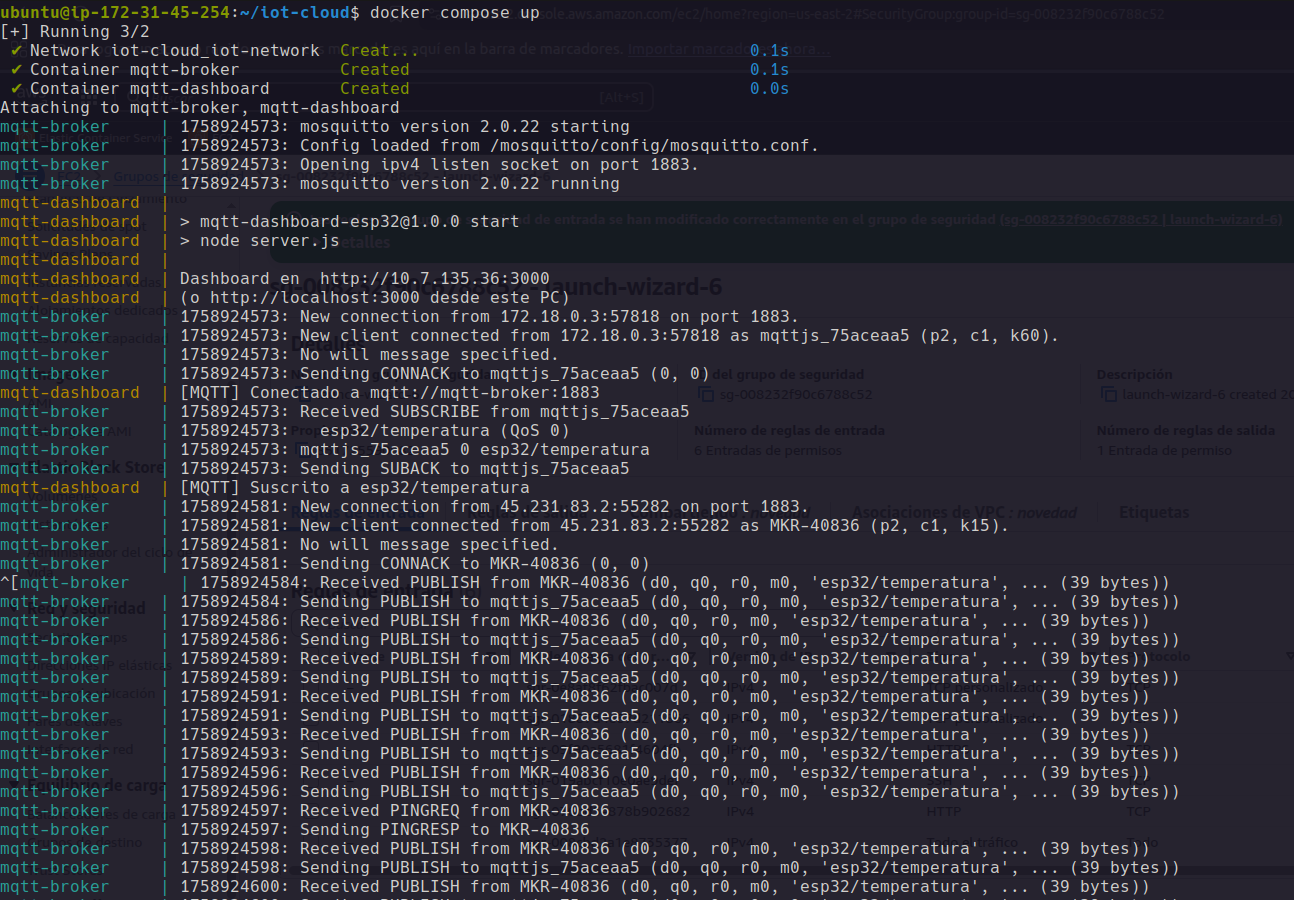 ubuntu@ip-172-31-45-254:~/iot-cloud$ docker compose up
[+] Running 3/2
✔ Network iot-cloud_iot-network Creat... 0.1s
✔ Container mqtt-broker Created 0.1s
✔ Container mqtt-dashboard Created 0.0s
Attaching to mqtt-broker, mqtt-dashboard
mqtt-broker | 1758924573: mosquitto version 2.0.22 starting
mqtt-broker | 1758924573: Config loaded from /mosquitto/config/mosquitto.conf.
mqtt-broker | 1758924573: Opening ipv4 listen socket on port 1883.
mqtt-broker | 1758924573: mosquitto version 2.0.22 running
mqtt-dashboard |
mqtt-dashboard | > mqtt-dashboard-esp32@1.0.0 start
mqtt-dashboard | > node server.js
mqtt-dashboard |
mqtt-dashboard | Dashboard en http://10.7.135.36:3000
mqtt-dashboard | (o http://localhost:3000 desde este PC)
mqtt-broker | 1758924573: New connection from 172.18.0.3:57818 on port 1883.
mqtt-broker | 1758924573: New client connected from 172.18.0.3:57818 as mqttjs_75aceaa5 (p2, c1, k60).
mqtt-broker | 1758924573: No will message specified.
mqtt-broker | 1758924573: Sending CONNACK to mqttjs_75aceaa5 (0, 0)
mqtt-dashboard | [MQTT] Conectado a mqtt://mqtt-broker:1883
mqtt-broker | 1758924573: Received SUBSCRIBE from mqttjs_75aceaa5
mqtt-broker | 1758924573: esp32/temperatura (QoS 0)
mqtt-broker | 1758924573: mqttjs_75aceaa5 0 esp32/temperatura
mqtt-broker | 1758924573: Sending SUBACK to mqttjs_75aceaa5
mqtt-dashboard | [MQTT] Suscrito a esp32/temperatura
mqtt-broker | 1758924581: New connection from 45.231.83.2:55282 on port 1883.
mqtt-broker | 1758924581: New client connected from 45.231.83.2:55282 as MKR-40836 (p2, c1, k15).
mqtt-broker | 1758924581: No will message specified.
mqtt-broker | 1758924581: Sending CONNACK to MKR-40836 (0, 0)
^[mqtt-broker | 1758924584: Received PUBLISH from MKR-40836 (d0, q0, r0, m0, 'esp32/temperatura', ... (39 bytes))
mqtt-broker | 1758924584: Sending PUBLISH to mqttjs_75aceaa5 (d0, q0, r0, m0, 'esp32/temperatura', ... (39 bytes))
mqtt-broker | 1758924586: Received PUBLISH from MKR-40836 (d0, q0, r0, m0, 'esp32/temperatura', ... (39 bytes))
mqtt-broker | 1758924586: Sending PUBLISH to mqttjs_75aceaa5 (d0, q0, r0, m0, 'esp32/temperatura', ... (39 bytes))
mqtt-broker | 1758924589: Received PUBLISH from MKR-40836 (d0, q0, r0, m0, 'esp32/temperatura', ... (39 bytes))
mqtt-broker | 1758924589: Sending PUBLISH to mqttjs_75aceaa5 (d0, q0, r0, m0, 'esp32/temperatura', ... (39 bytes))
mqtt-broker | 1758924591: Received PUBLISH from MKR-40836 (d0, q0, r0, m0, 'esp32/temperatura', ... (39 bytes))
mqtt-broker | 1758924591: Sending PUBLISH to mqttjs_75aceaa5 (d0, q0, r0, m0, 'esp32/temperatura', ... (39 bytes))
mqtt-broker | 1758924593: Received PUBLISH from MKR-40836 (d0, q0, r0, m0, 'esp32/temperatura', ... (39 bytes))
mqtt-broker | 1758924593: Sending PUBLISH to mqttjs_75aceaa5 (d0, q0, r0, m0, 'esp32/temperatura', ... (39 bytes))
mqtt-broker | 1758924596: Received PUBLISH from MKR-40836 (d0, q0, r0, m0, 'esp32/temperatura', ... (39 bytes))
mqtt-broker | 1758924596: Sending PUBLISH to mqttjs_75aceaa5 (d0, q0, r0, m0, 'esp32/temperatura', ... (39 bytes))
mqtt-broker | 1758924597: Received PINGREQ from MKR-40836
mqtt-broker | 1758924597: Sending PINGRESP to MKR-40836
mqtt-broker | 1758924598: Received PUBLISH from MKR-40836 (d0, q0, r0, m0, 'esp32/temperatura', ... (39 bytes))
mqtt-broker | 1758924598: Sending PUBLISH to mqttjs_75aceaa5 (d0, q0, r0, m0, 'esp32/temperatura', ... (39 bytes))
mqtt-broker | 1758924600: Received PUBLISH from MKR-40836 (d0, q0, r0, m0, 'esp32/temperatura', ... (39 bytes))